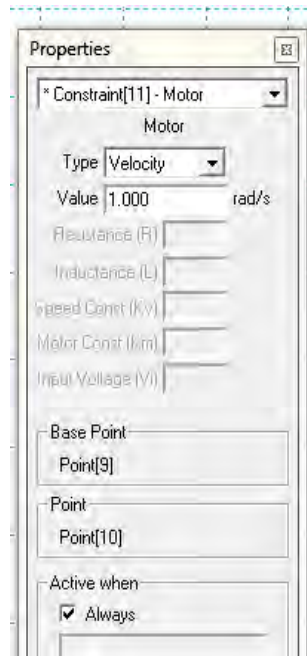 Properties
* Constraint[11] - Motor
Motor
Type Velocity
Value 1.000 rad/s
Resistance (R)
Inductance (L)
Speed Const (Kv)
Motor Const (Km)
Input Voltage (Vi)
Base Point
Point[9]
Point
Point[10]
Active when
Always